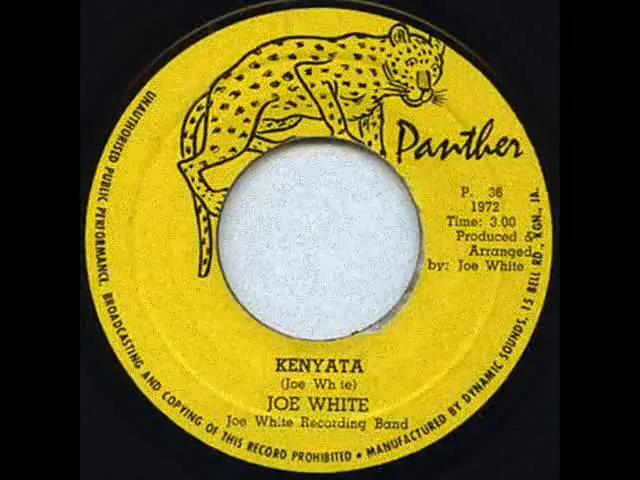 Panther
P. 36
1972
Time: 3.00
Produced &
Arranged
by: Joe White
KENYATA
(Joe White)
JOE WHITE
Joe White Recording Band
UNAUTHORISED PUBLIC PERFORMANCE, BROADCASTING AND COPYING OF THIS RECORD PROHIBITED • MANUFACTURED BY DYNAMIC SOUNDS, 15 BELL RD., KGN., JA.